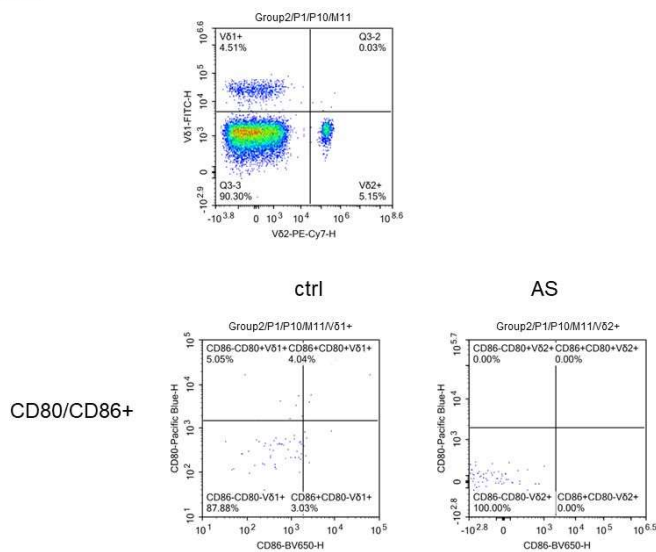 Group2/P1/P10/M11
Vδ1+
4.51%
Q3-2
0.03%
10^6.6
10^5
10^4
10^3
0
-10^2.9
Vδ1-FITC-H
Q3-3
90.30%
Vδ2+
5.15%
-10^3.8 0 10^3 10^4 10^6 10^8.6
Vδ2-PE-Cy7-H
ctrl
AS
CD80/CD86+
Group2/P1/P10/M11/Vδ1+
CD86-CD80+Vδ1+ CD86+CD80+Vδ1+
5.05% 4.04%
10^5
10^4
10^3
10^2
10^1
CD80-Pacific Blue-H
CD86-CD80-Vδ1+ CD86+CD80-Vδ1+
87.88% 3.03%
10^1 10^2 10^3 10^4 10^5
CD86-BV650-H
Group2/P1/P10/M11/Vδ2+
CD86-CD80+Vδ2+ CD86+CD80+Vδ2+
0.00% 0.00%
10^5.7
10^4
10^3
0
-10^2.8
CD80-Pacific Blue-H
CD86-CD80-Vδ2+ CD86+CD80-Vδ2+
100.00% 0.00%
-10^2.8 0 10^3 10^4 10^5 10^6
CD86-BV650-H